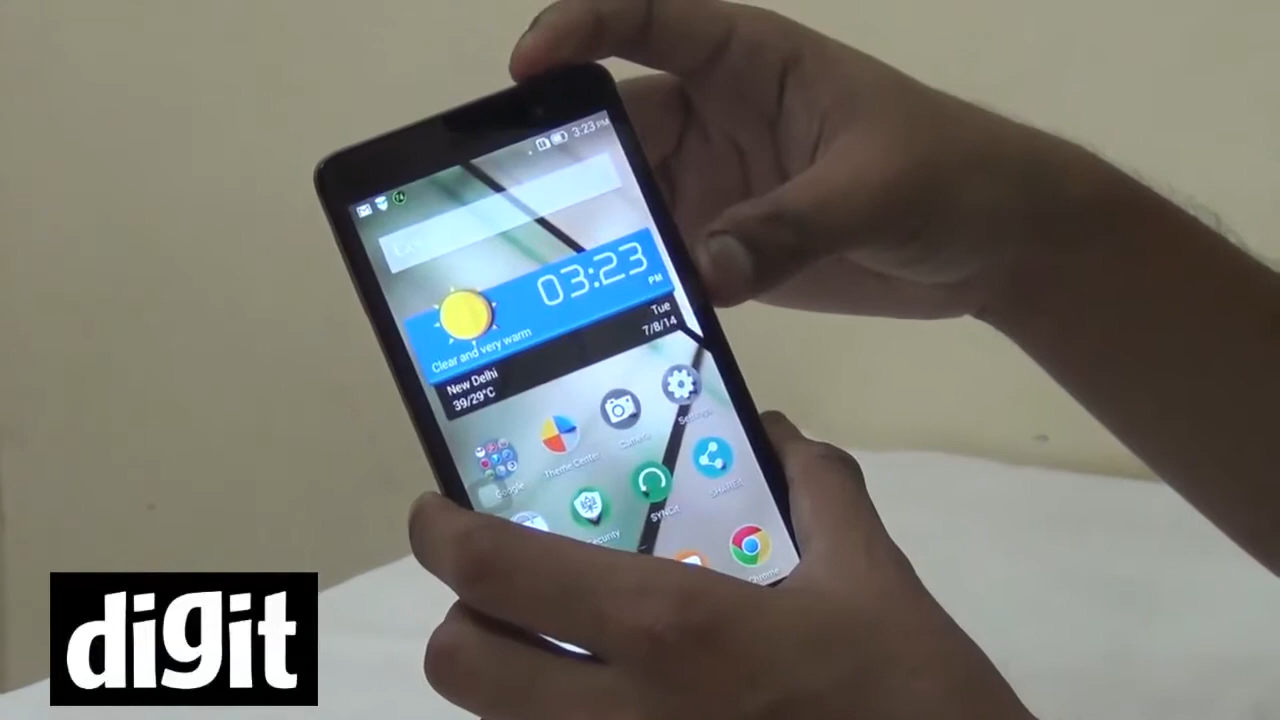 3:23 PM
74
03:23
PM
Clear and very warm
Tue
7/8/14
New Delhi
39/29°C
Settings
Camera
Theme Center
Google
SHAREit
SYNCit
Security
Chrome
digit